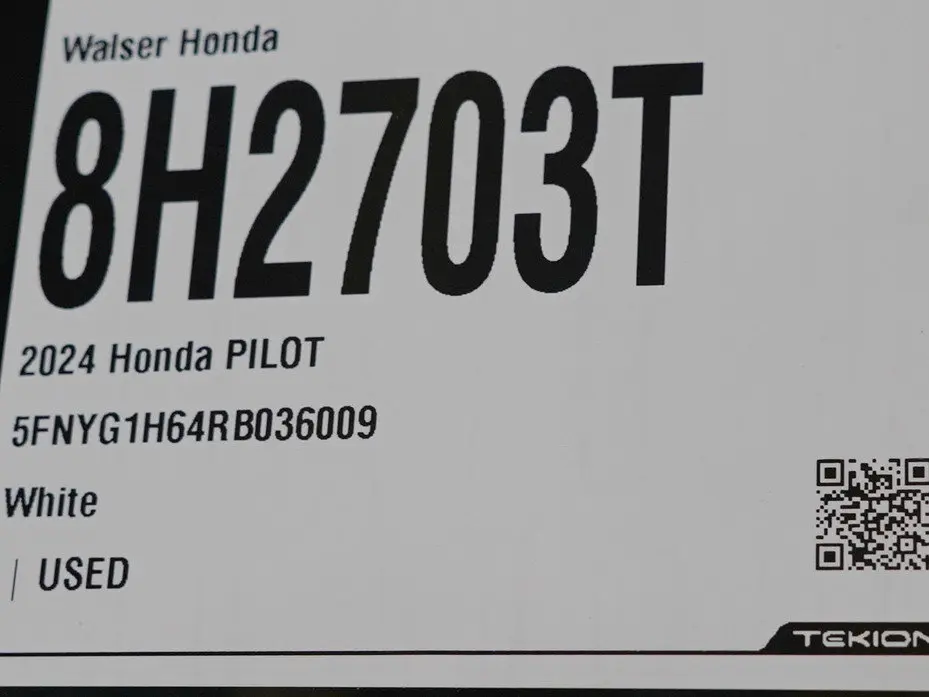 Walser Honda
8H2703T
2024 Honda PILOT
5FNYG1H64RB036009
White
| USED
TEKION